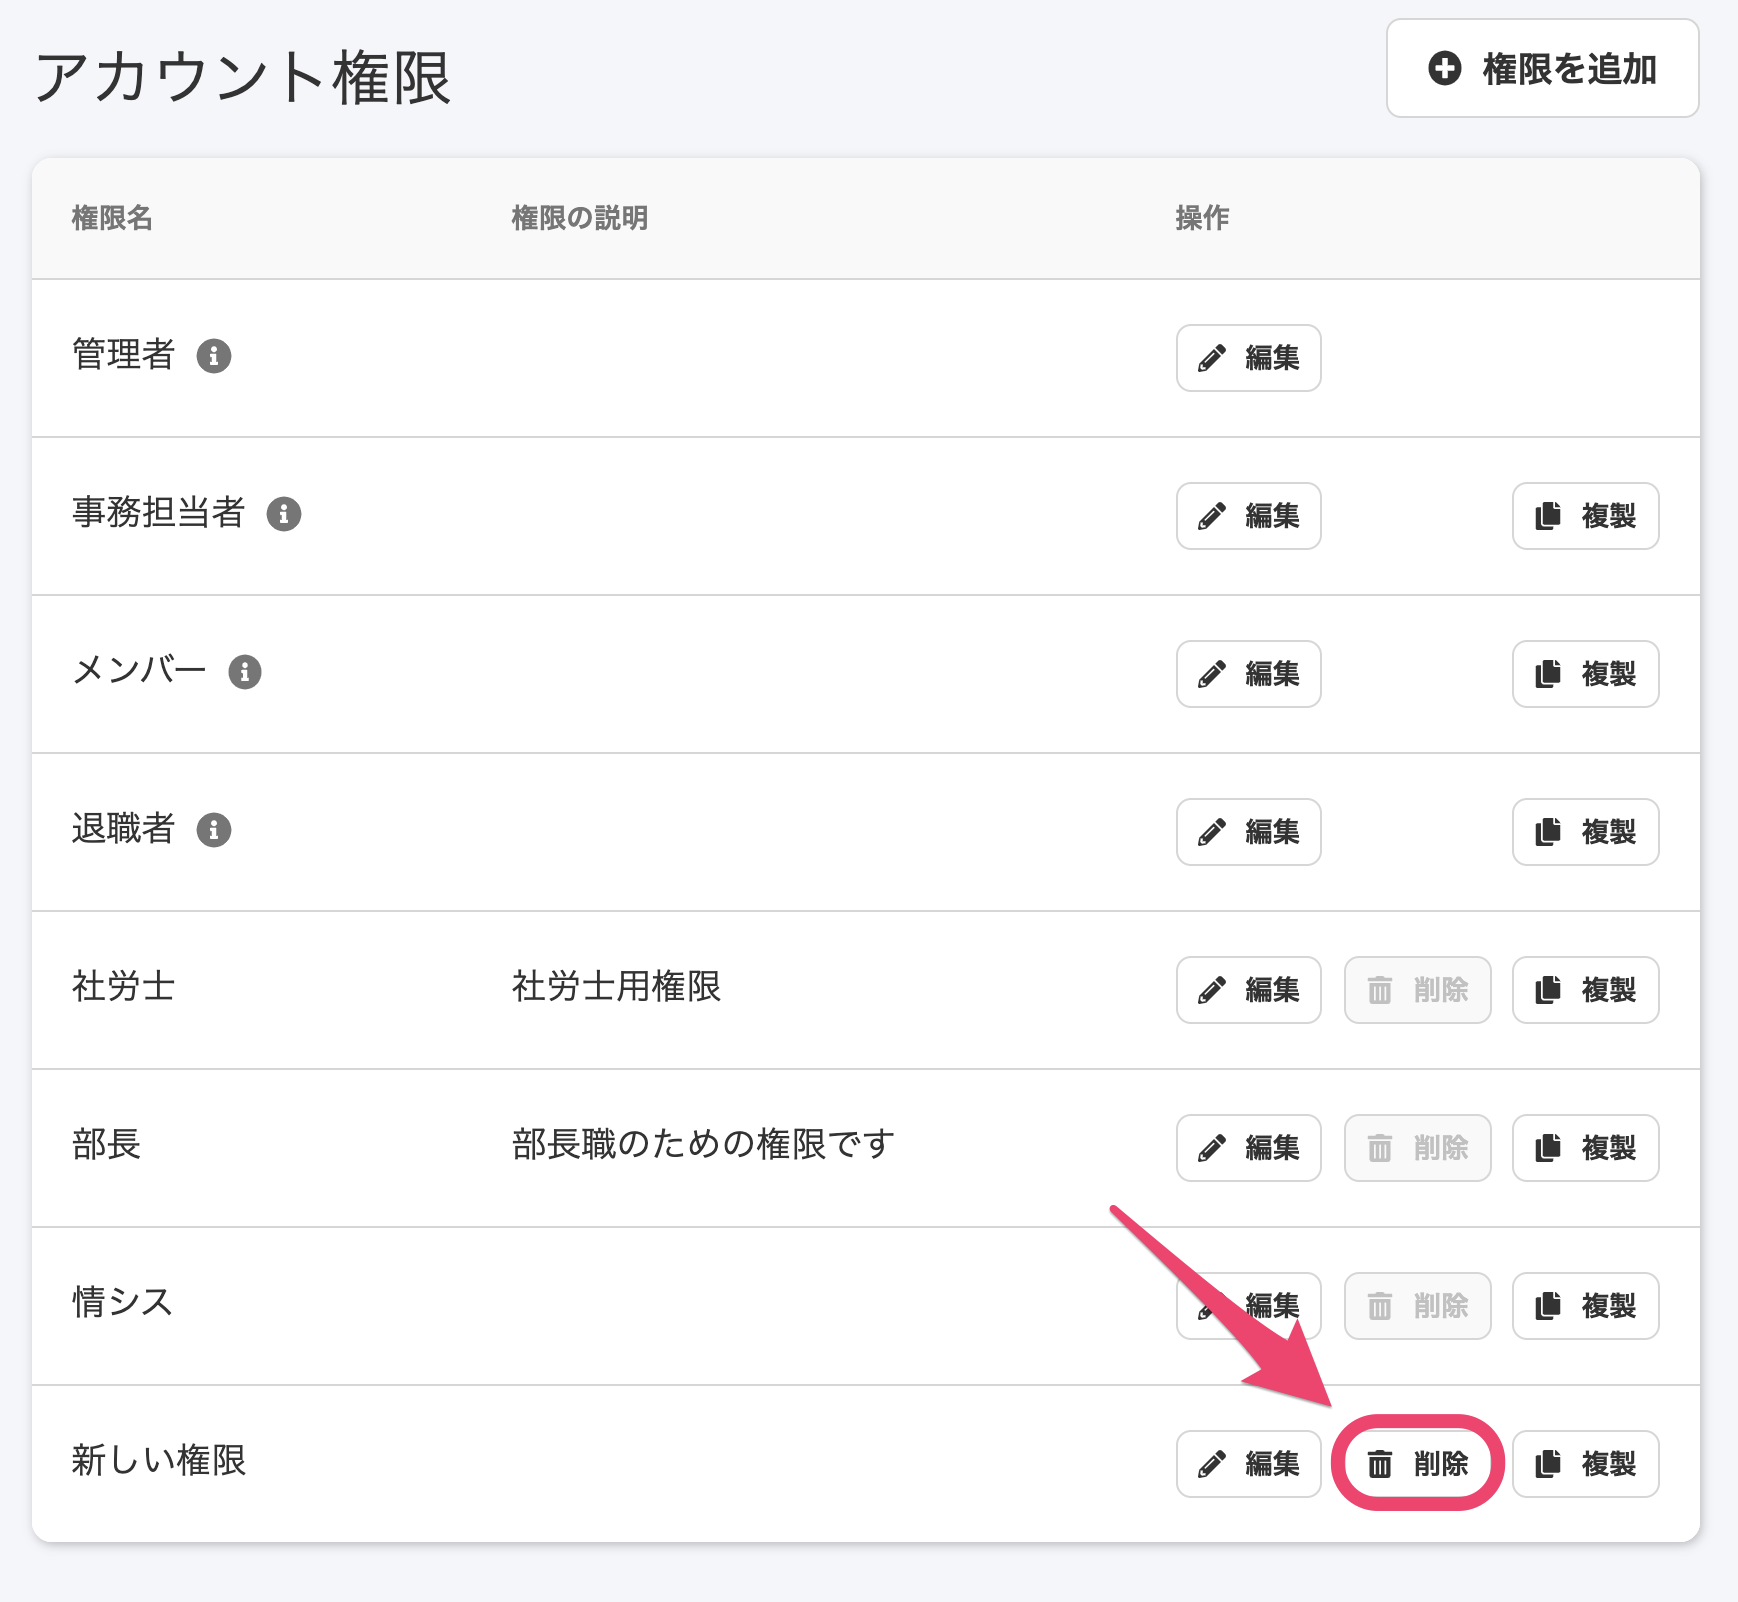 アカウント権限
権限を追加
権限名 権限の説明 操作
管理者 編集
事務担当者 編集 複製
メンバー 編集 複製
退職者 編集 複製
社労士 社労士用権限 編集 削除 複製
部長 部長職のための権限です 編集 削除 複製
情シス 編集 削除 複製
新しい権限 編集 削除 複製